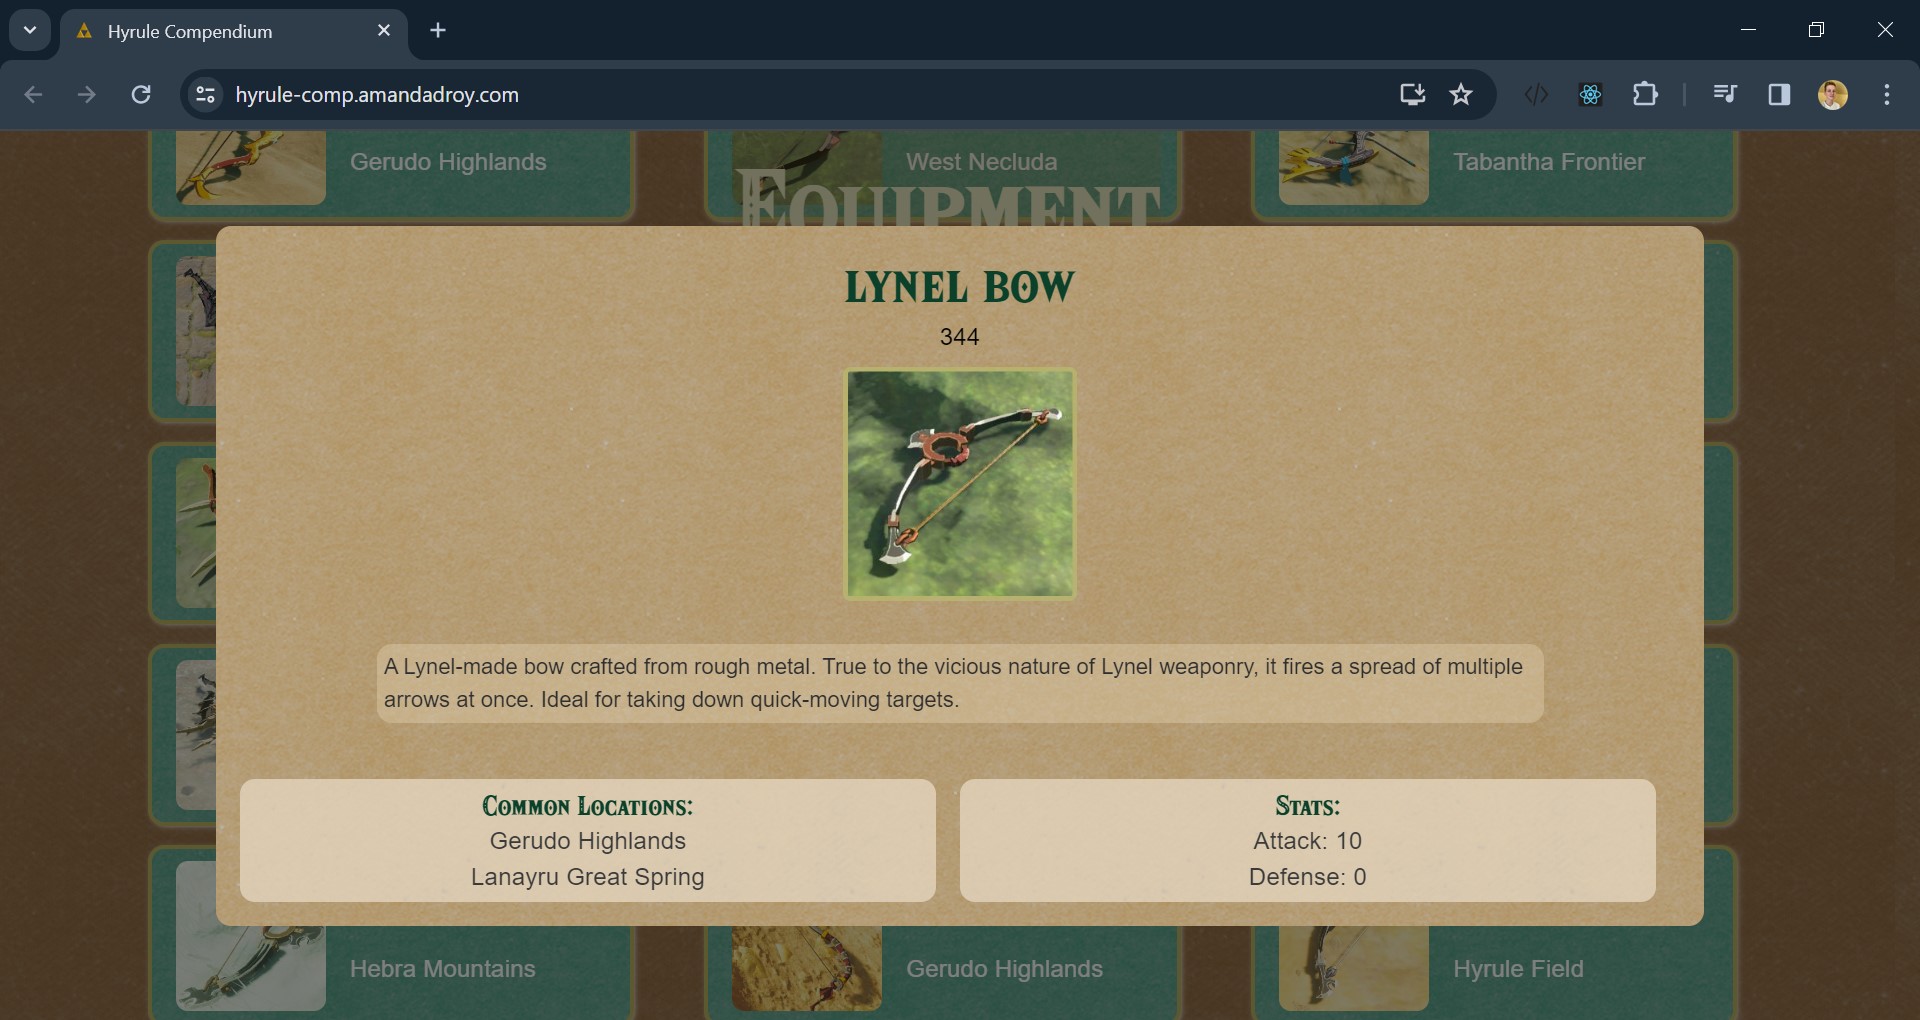 Hyrule Compendium
hyrule-comp.amandadroy.com
Gerudo Highlands
West Necluda
Tabantha Frontier
Equipment
LYNEL BOW
344
A Lynel-made bow crafted from rough metal. True to the vicious nature of Lynel weaponry, it fires a spread of multiple
arrows at once. Ideal for taking down quick-moving targets.
Common Locations:
Gerudo Highlands
Lanayru Great Spring
Stats:
Attack: 10
Defense: 0
Hebra Mountains
Gerudo Highlands
Hyrule Field